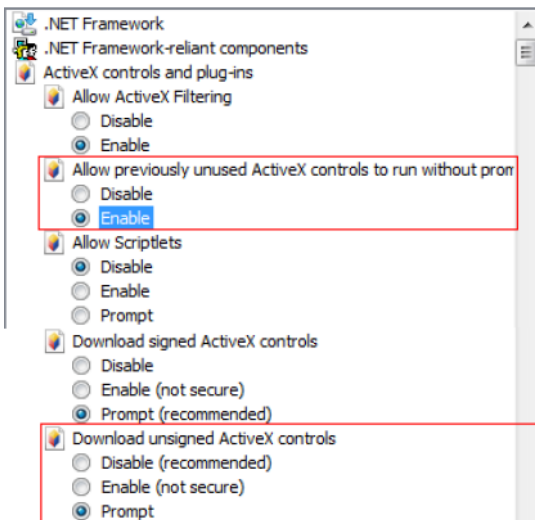 .NET Framework
.NET Framework-reliant components
ActiveX controls and plug-ins
Allow ActiveX Filtering
Disable
Enable
Allow previously unused ActiveX controls to run without prom
Disable
Enable
Allow Scriptlets
Disable
Enable
Prompt
Download signed ActiveX controls
Disable
Enable (not secure)
Prompt (recommended)
Download unsigned ActiveX controls
Disable (recommended)
Enable (not secure)
Prompt